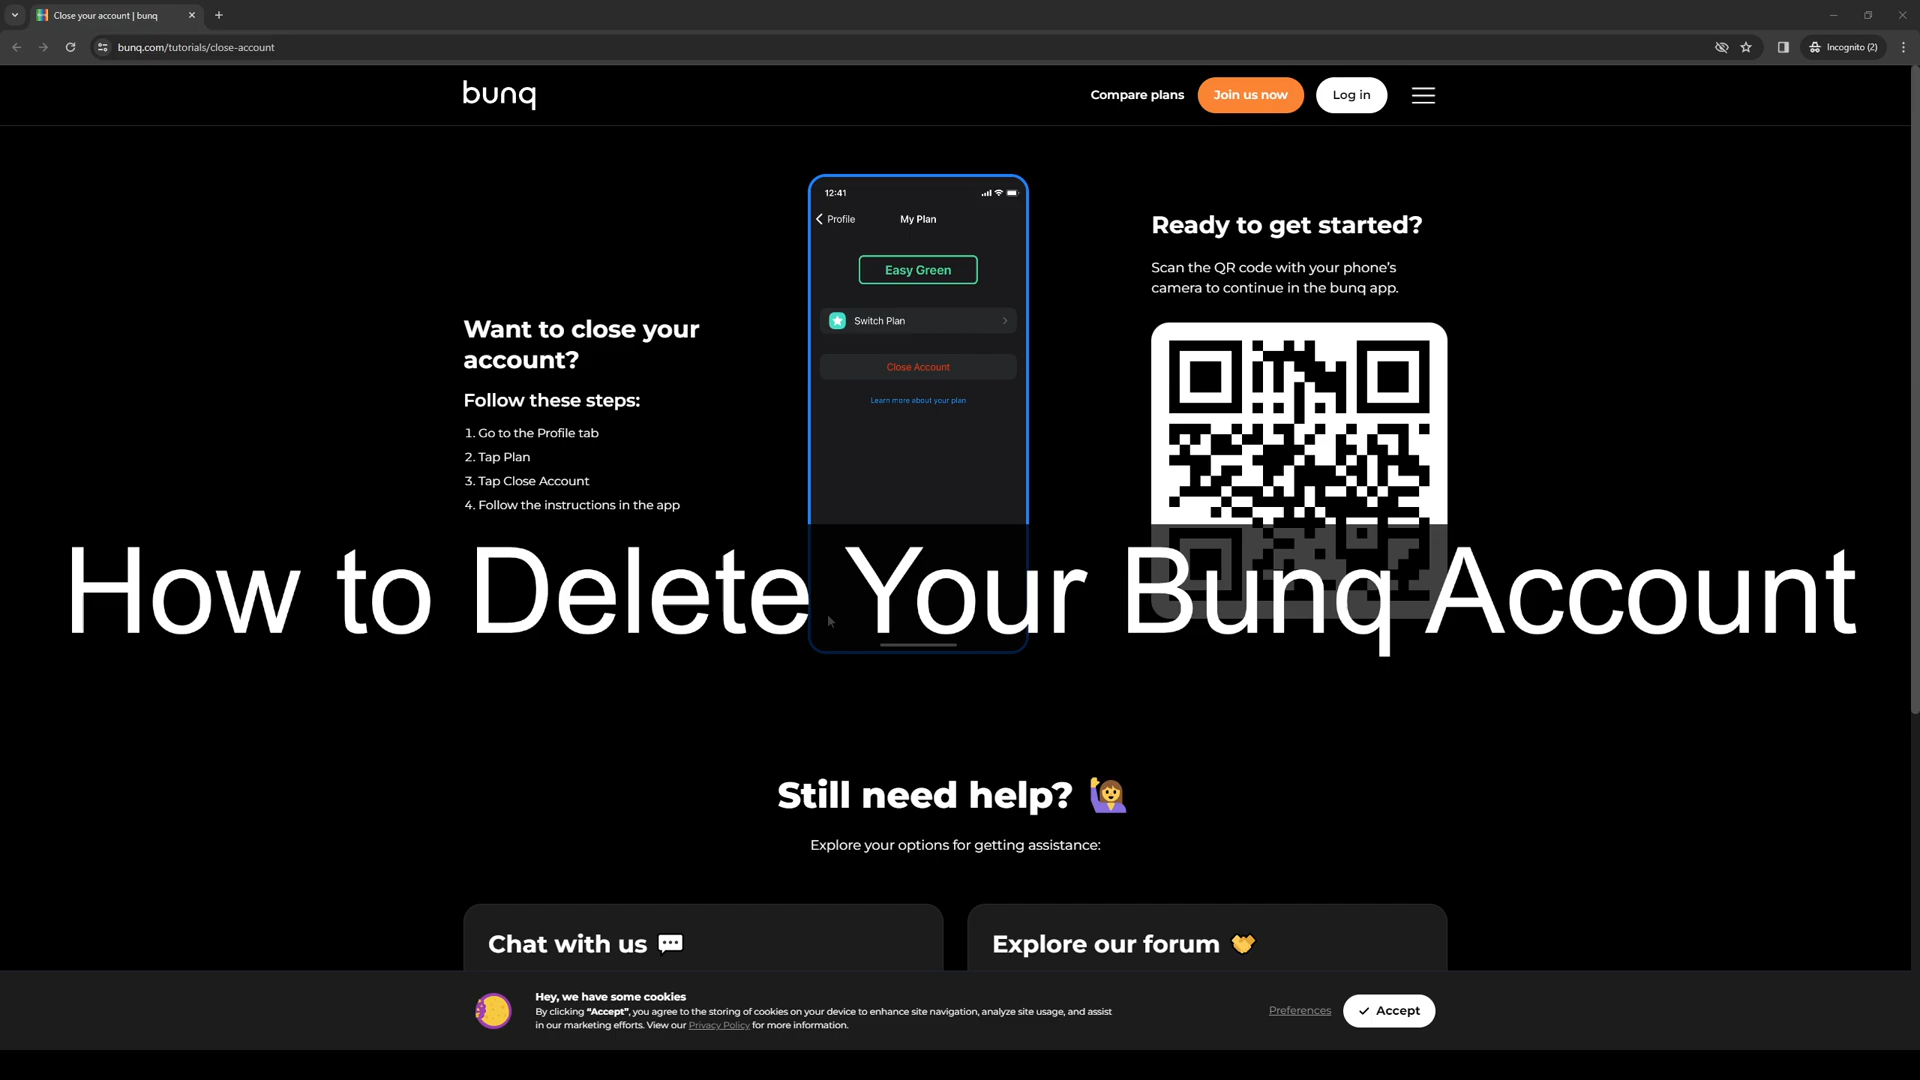 Close your account | bunq
bunq.com/tutorials/close-account
Incognito (2)
bunq
Compare plans
Join us now
Log in
12:41
Profile
My Plan
Easy Green
Switch Plan
Close Account
Learn more about your plan
Want to close your
account?
Follow these steps:
1. Go to the Profile tab
2. Tap Plan
3. Tap Close Account
4. Follow the instructions in the app
Ready to get started?
Scan the QR code with your phone’s
camera to continue in the bunq app.
How to Delete Your Bunq Account
Still need help?
Explore your options for getting assistance:
Chat with us
Explore our forum
Hey, we have some cookies
By clicking “Accept”, you agree to the storing of cookies on your device to enhance site navigation, analyze site usage, and assist
in our marketing efforts. View our Privacy Policy for more information.
Preferences
Accept